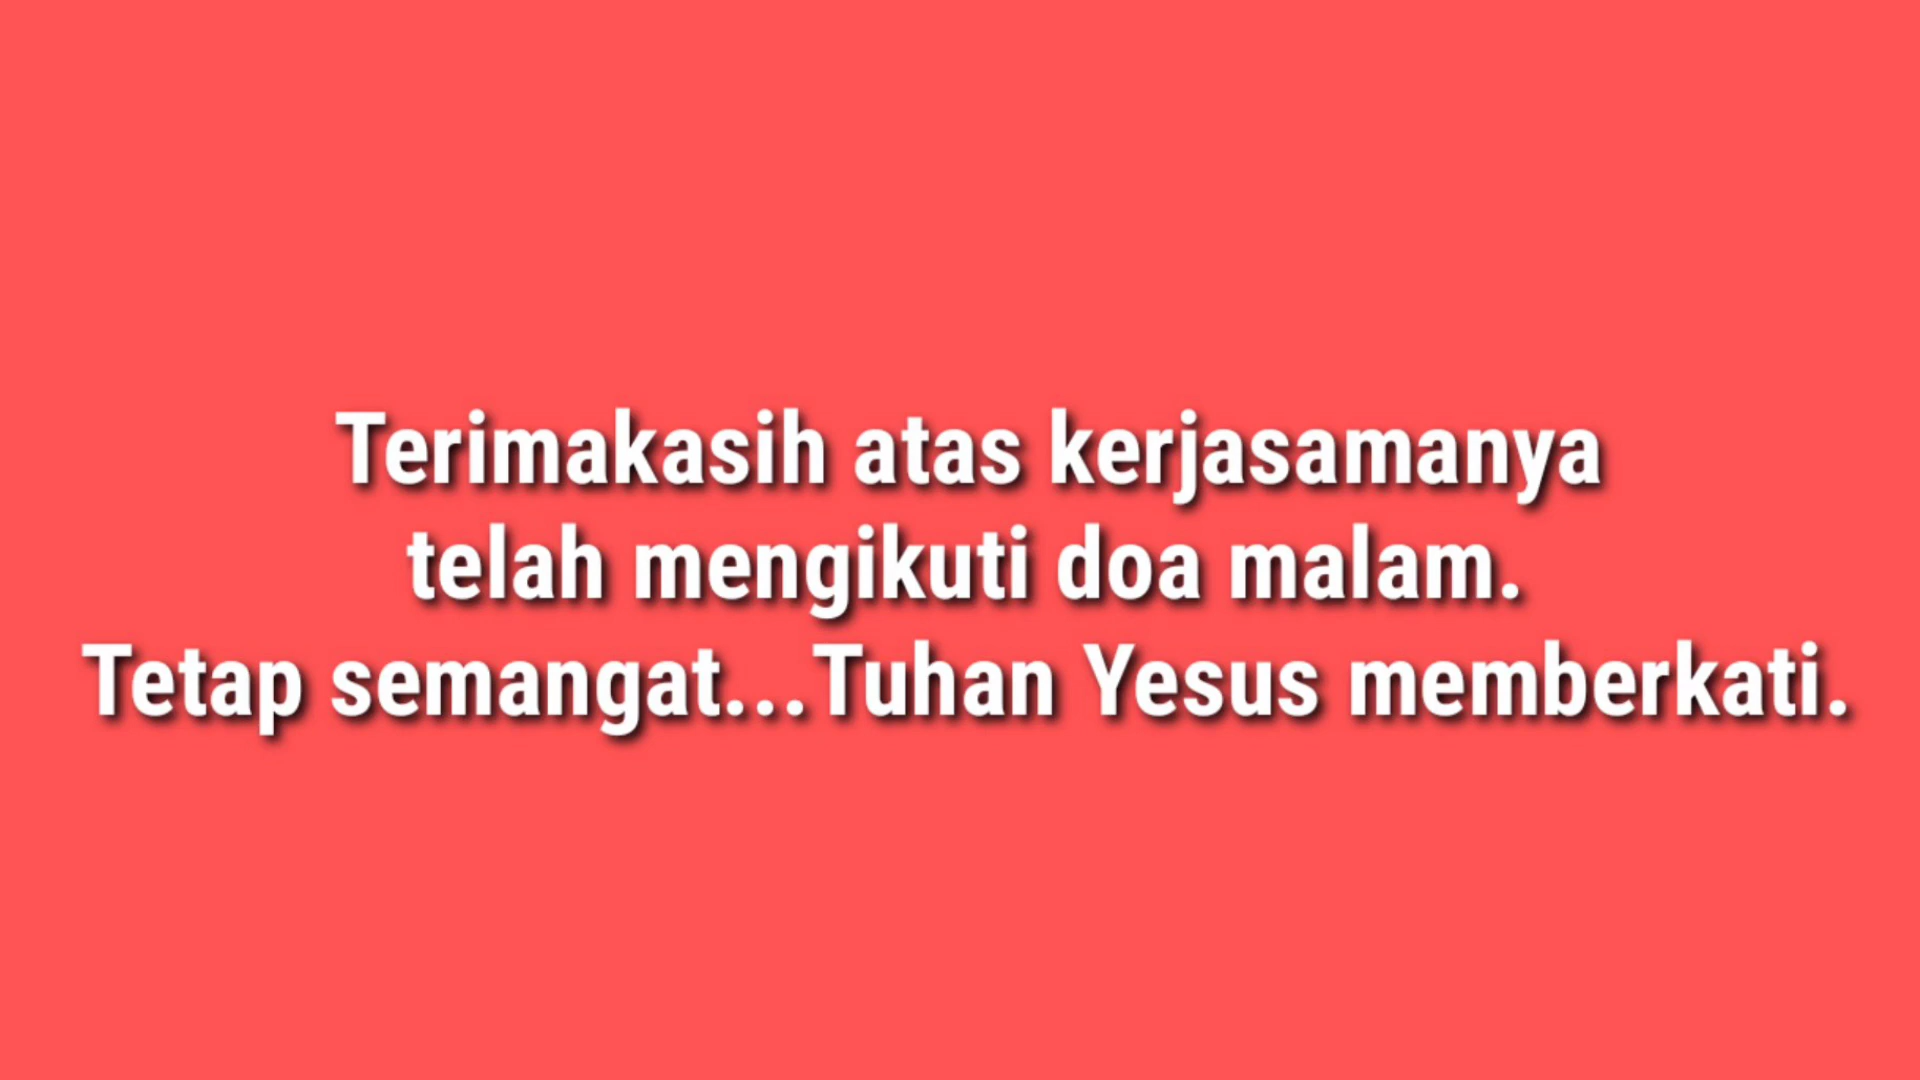 Terimakasih atas kerjasamanya
telah mengikuti doa malam.
Tetap semangat...Tuhan Yesus memberkati.